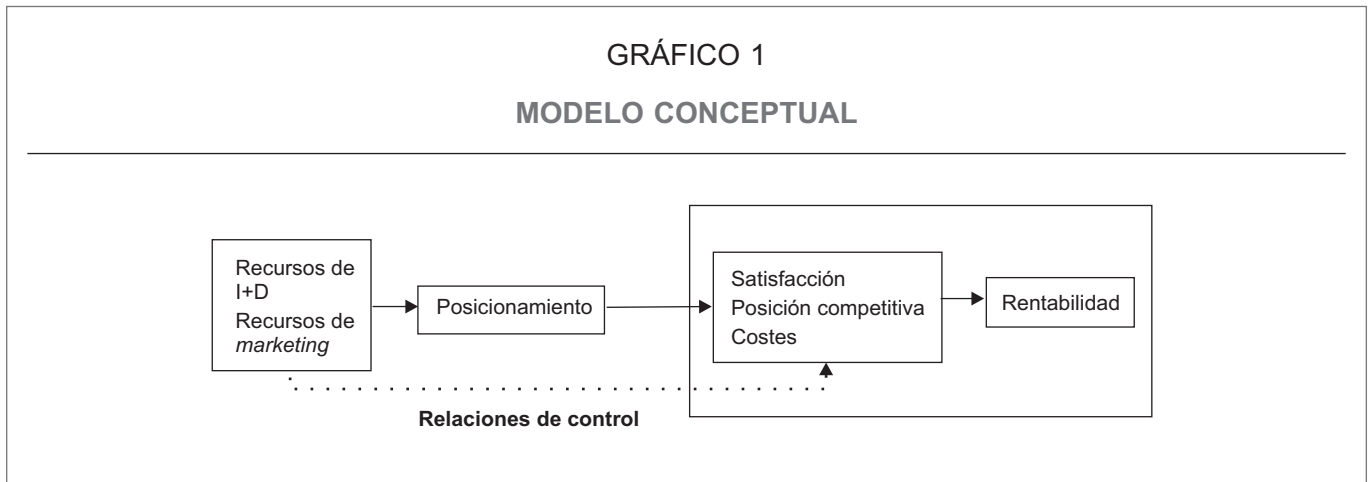 GRÁFICO 1
MODELO CONCEPTUAL
Recursos de
I+D
Recursos de
marketing
Posicionamiento
Satisfacción
Posición competitiva
Costes
Rentabilidad
Relaciones de control